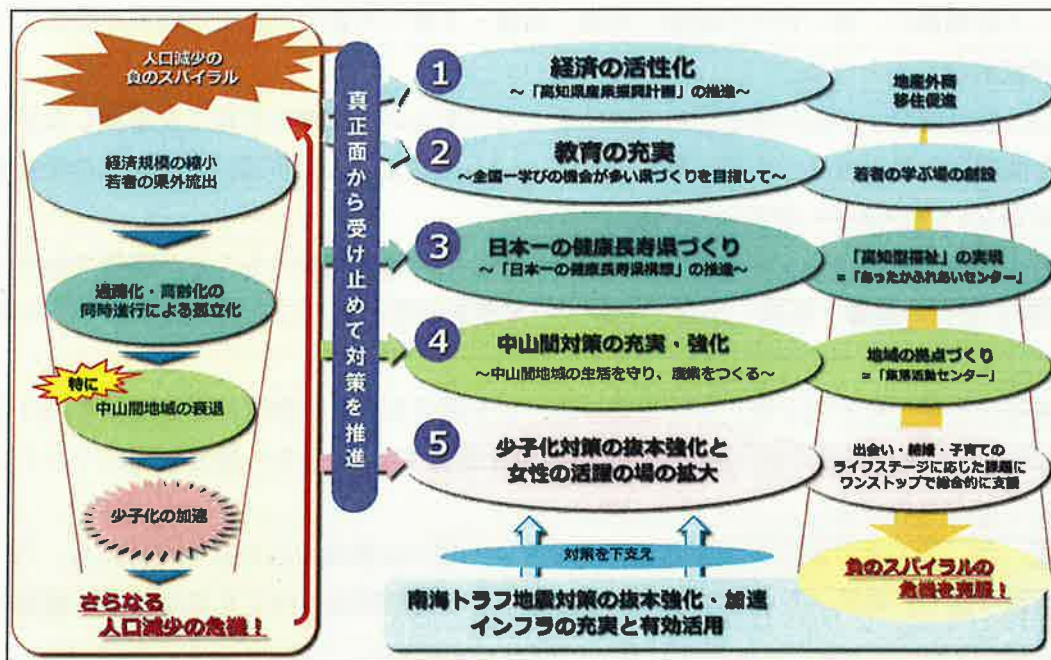 人口減少の
負のスパイラル
経済規模の縮小
若者の県外流出
過疎化・高齢化の
同時進行による孤立化
特に
中山間地域の衰退
少子化の加速
さらなる
人口減少の危機！
真正面から受け止めて対策を推進
1
経済の活性化
～「高知県産業振興計画」の推進～
地産外商
移住促進
2
教育の充実
～全国一学びの機会が多い県づくりを目指して～
若者の学ぶ場の創設
3
日本一の健康長寿県づくり
～「日本一の健康長寿県構想」の推進～
「高知型福祉」の実現
＝「あったかふれあいセンター」
4
中山間対策の充実・強化
～中山間地域の生活を守り、産業をつくる～
地域の拠点づくり
＝「集落活動センター」
5
少子化対策の抜本強化と
女性の活躍の場の拡大
出会い・結婚・子育ての
ライフステージに応じた課題に
ワンストップで総合的に支援
対策を下支え
南海トラフ地震対策の抜本強化・加速
インフラの充実と有効活用
負のスパイラルの
危機を克服！